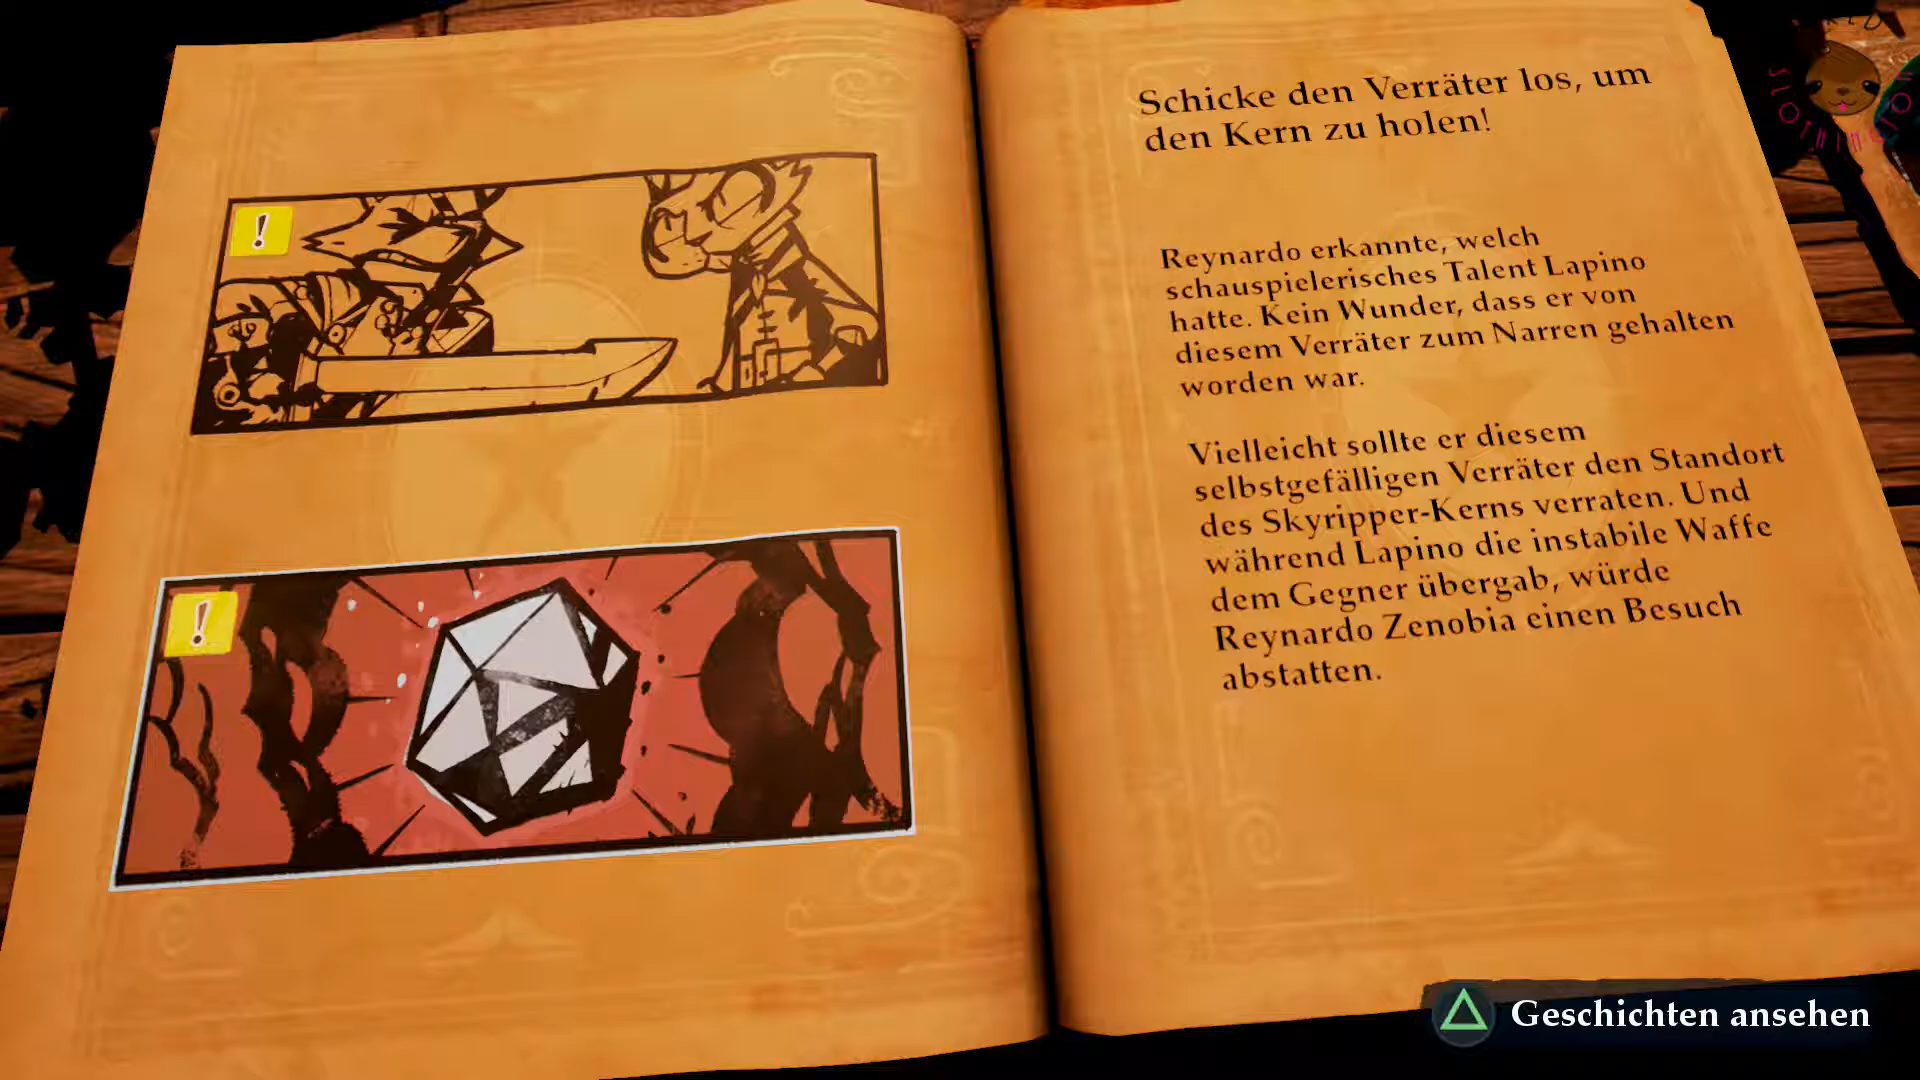 Schicke den Verräter los, um
den Kern zu holen!
Reynardo erkannte, welch
schauspielerisches Talent Lapino
hatte. Kein Wunder, dass er von
diesem Verräter zum Narren gehalten
worden war.
Vielleicht sollte er diesem
selbstgefälligen Verräter den Standort
des Skyripper-Kerns verraten. Und
während Lapino die instabile Waffe
dem Gegner übergab, würde
Reynardo Zenobia einen Besuch
abstatten.
Geschichten ansehen